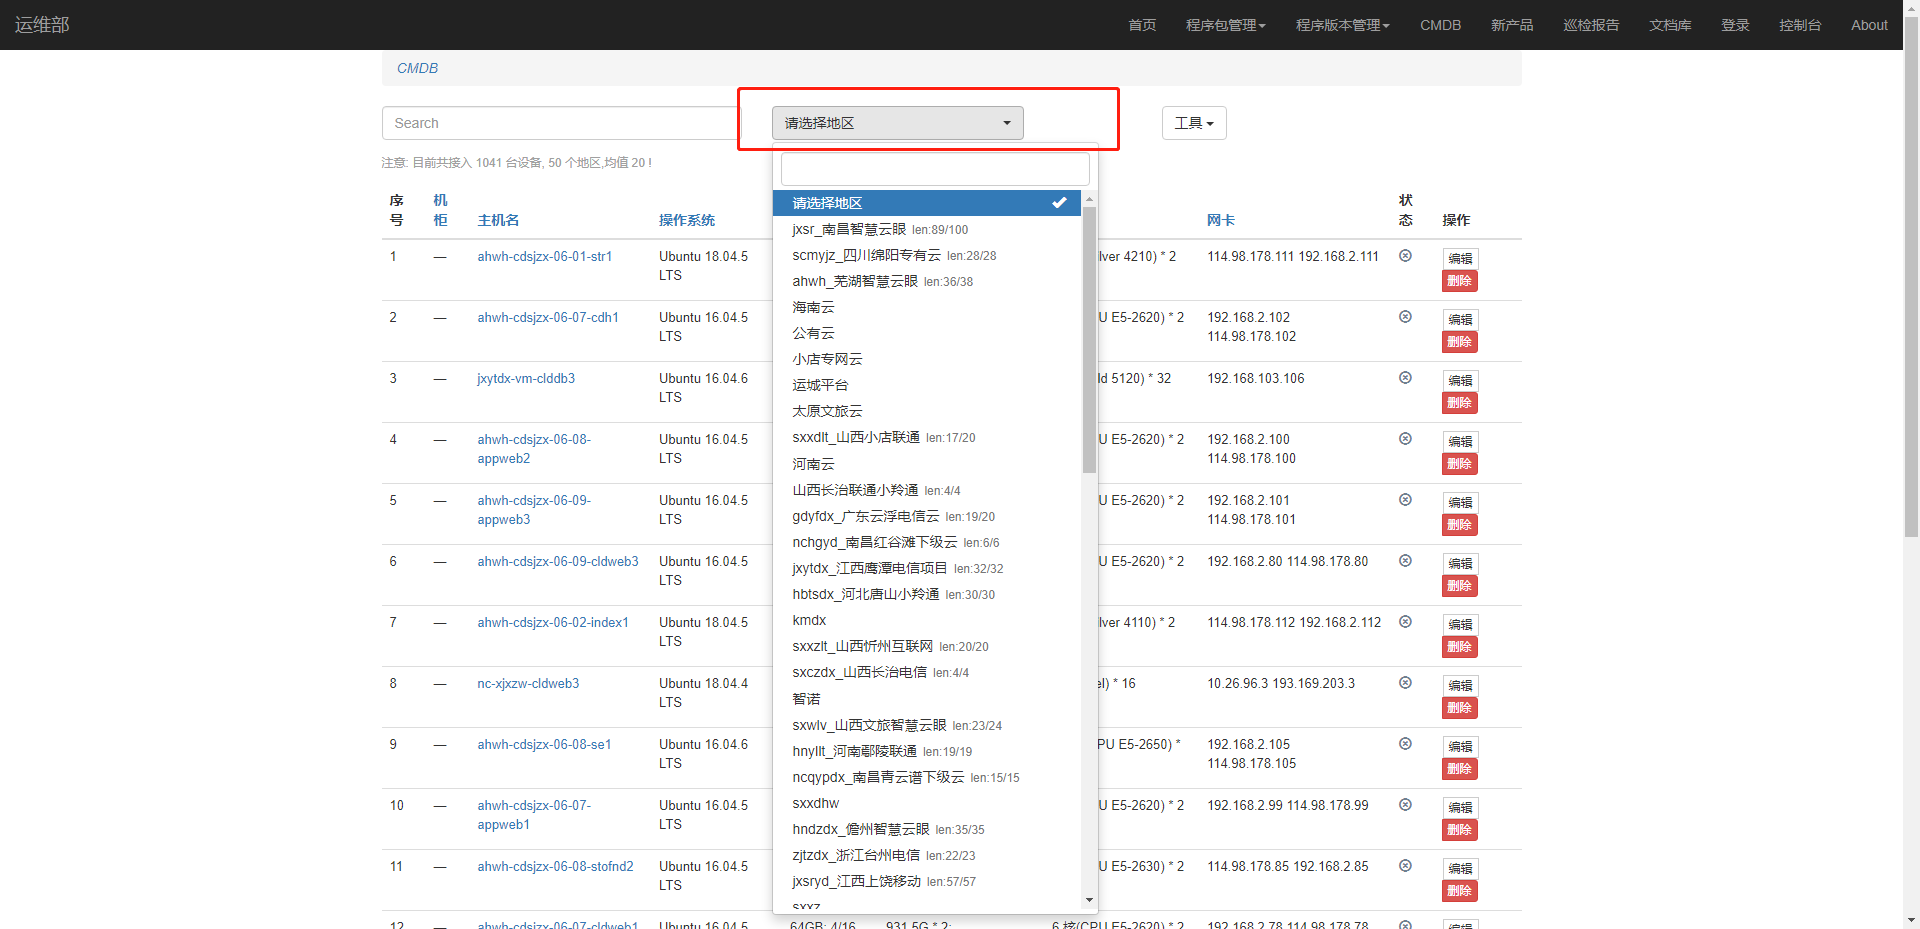 运维部
首页 程序包管理 程序版本管理 CMDB 新产品 巡检报告 文档库 登录 控制台 About
CMDB
Search
请选择地区
工具
注意: 目前共接入 1041 台设备, 50 个地区,均值 20 !
序号 机柜 主机名 操作系统 网卡 状态 操作
请选择地区
jxsr_南昌智慧云眼 len:89/100
scmyjz_四川绵阳专有云 len:28/28
ahwh_芜湖智慧云眼 len:36/38
海南云
公有云
小店专网云
运城平台
太原文旅云
sxxdlt_山西小店联通 len:17/20
河南云
山西长治联通小羚通 len:4/4
gdyfdx_广东云浮电信云 len:19/20
nchgyd_南昌红谷滩下级云 len:6/6
jxytdx_江西鹰潭电信项目 len:32/32
hbtsdx_河北唐山小羚通 len:30/30
kmdx
sxxzlt_山西忻州互联网 len:20/20
sxczdx_山西长治电信 len:4/4
智诺
sxwlv_山西文旅智慧云眼 len:23/24
hnyllt_河南鄢陵联通 len:19/19
ncqypdx_南昌青云谱下级云 len:15/15
sxxdhw
hndzdx_儋州智慧云眼 len:35/35
zjtzdx_浙江台州电信 len:22/23
jxsryd_江西上饶移动 len:57/57
sxxz
1 — ahwh-cdsjzx-06-01-str1 Ubuntu 18.04.5 LTS lver 4210) * 2 114.98.178.111 192.168.2.111 编辑 删除
2 — ahwh-cdsjzx-06-07-cdh1 Ubuntu 16.04.5 LTS U E5-2620) * 2 192.168.2.102 114.98.178.102 编辑 删除
3 — jxytdx-vm-clddb3 Ubuntu 16.04.6 LTS ld 5120) * 32 192.168.103.106 编辑 删除
4 — ahwh-cdsjzx-06-08-appweb2 Ubuntu 16.04.5 LTS U E5-2620) * 2 192.168.2.100 114.98.178.100 编辑 删除
5 — ahwh-cdsjzx-06-09-appweb3 Ubuntu 16.04.5 LTS U E5-2620) * 2 192.168.2.101 114.98.178.101 编辑 删除
6 — ahwh-cdsjzx-06-09-cldweb3 Ubuntu 16.04.5 LTS U E5-2620) * 2 192.168.2.80 114.98.178.80 编辑 删除
7 — ahwh-cdsjzx-06-02-index1 Ubuntu 18.04.5 LTS lver 4110) * 2 114.98.178.112 192.168.2.112 编辑 删除
8 — nc-xjxzw-cldweb3 Ubuntu 18.04.4 LTS el) * 16 10.26.96.3 193.169.203.3 编辑 删除
9 — ahwh-cdsjzx-06-08-se1 Ubuntu 16.04.6 LTS PU E5-2650) * 192.168.2.105 114.98.178.105 编辑 删除
10 — ahwh-cdsjzx-06-07-appweb1 Ubuntu 16.04.5 LTS U E5-2620) * 2 192.168.2.99 114.98.178.99 编辑 删除
11 — ahwh-cdsjzx-06-08-stofnd2 Ubuntu 16.04.5 LTS U E5-2630) * 2 114.98.178.85 192.168.2.85 编辑 删除
12 — ahwh-cdsjzx-06-07-cldweb1 Ubuntu 16.04.5 64GB: 4/16 931.5G * 2; 6 核(CPU E5-2620) * 2 192.168.2.78 114.98.178.78 编辑